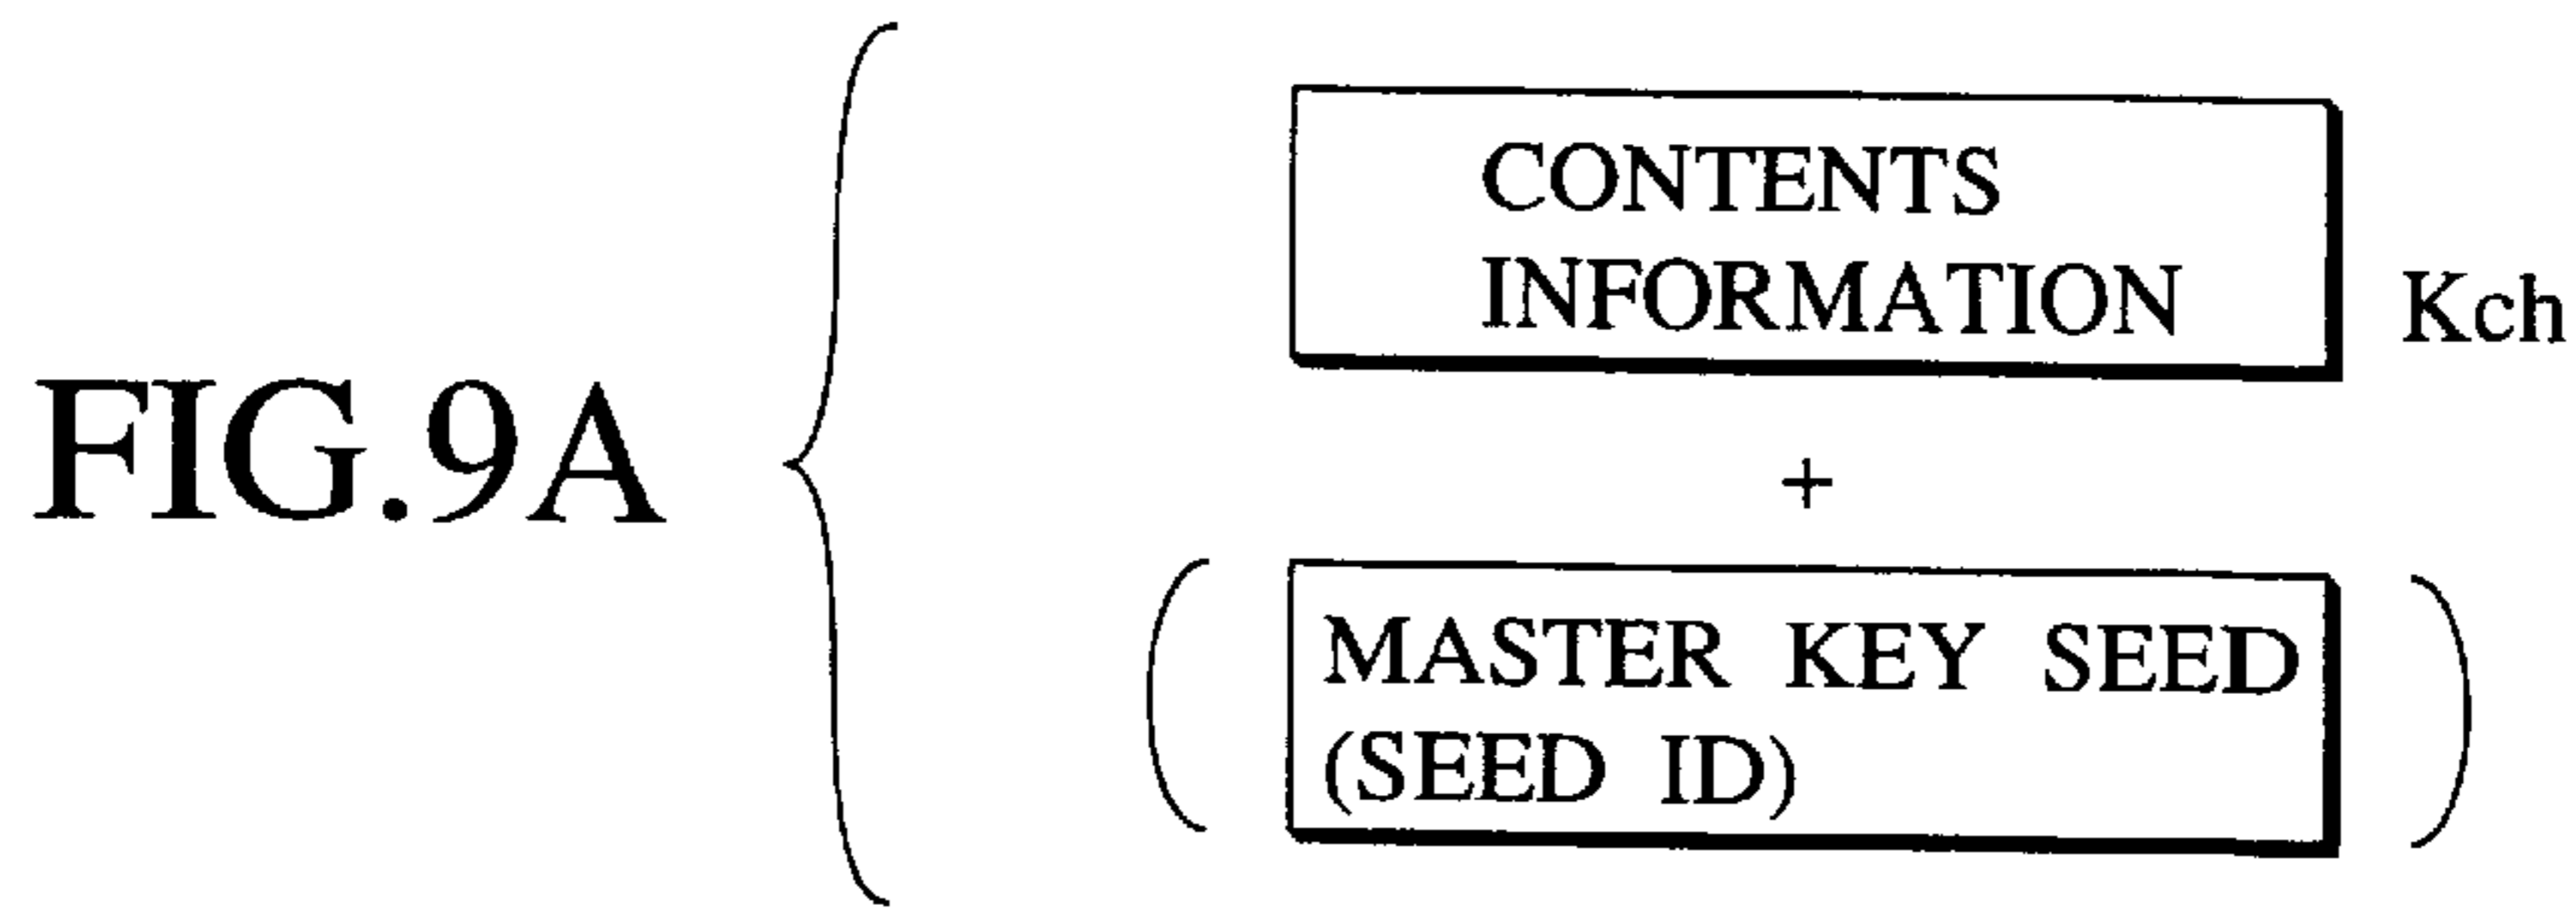 FIG.9A
CONTENTS
INFORMATION
Kch
+
MASTER KEY SEED
(SEED ID)